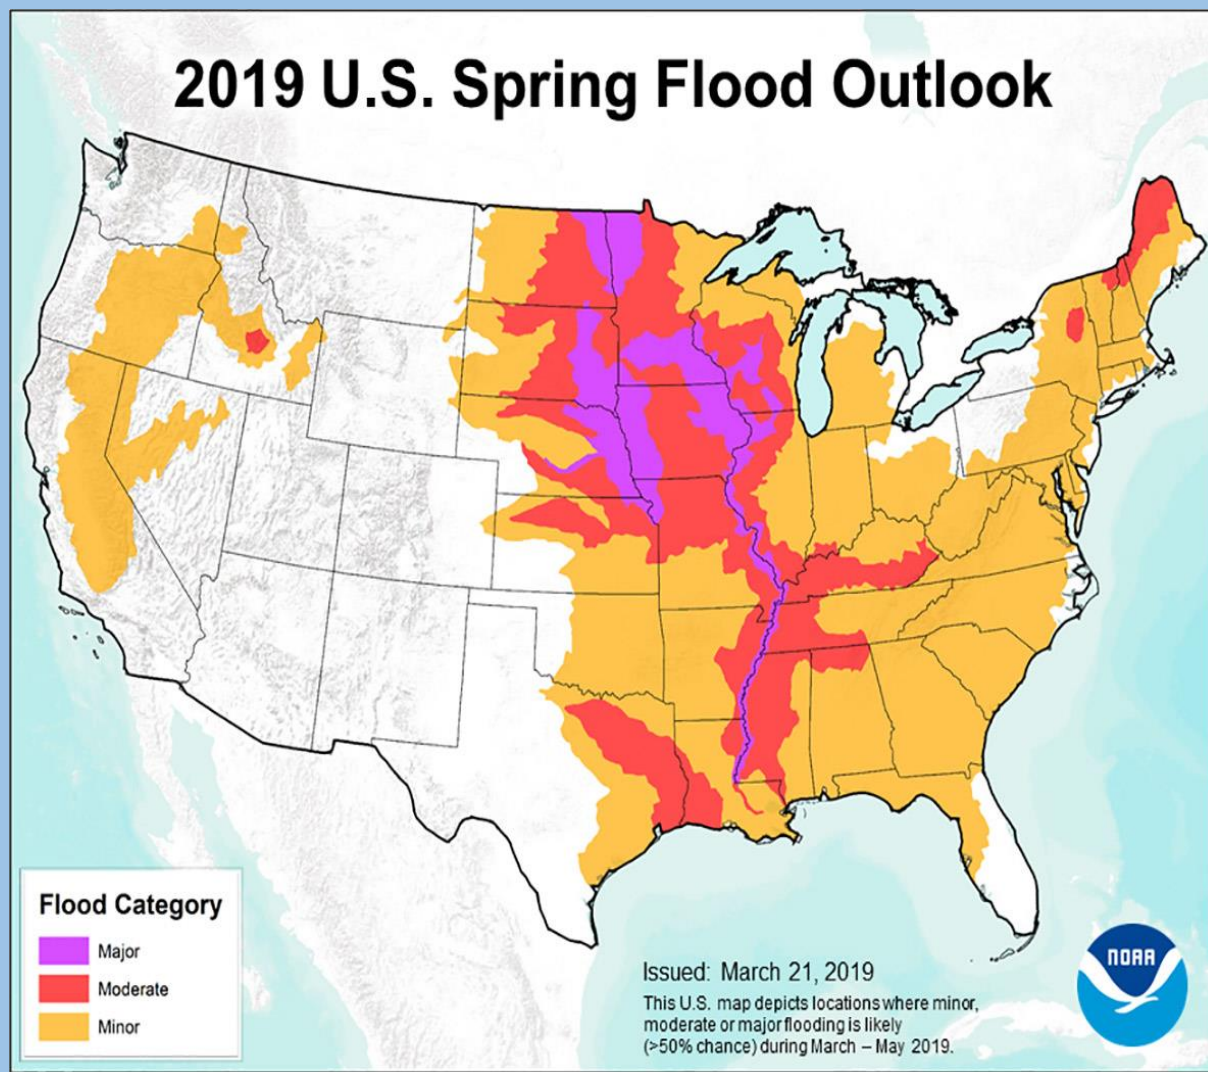 2019 U.S. Spring Flood Outlook
Flood Category
Major
Moderate
Minor
Issued: March 21, 2019
This U.S. map depicts locations where minor,
moderate or major flooding is likely
(>50% chance) during March – May 2019.
NOAA